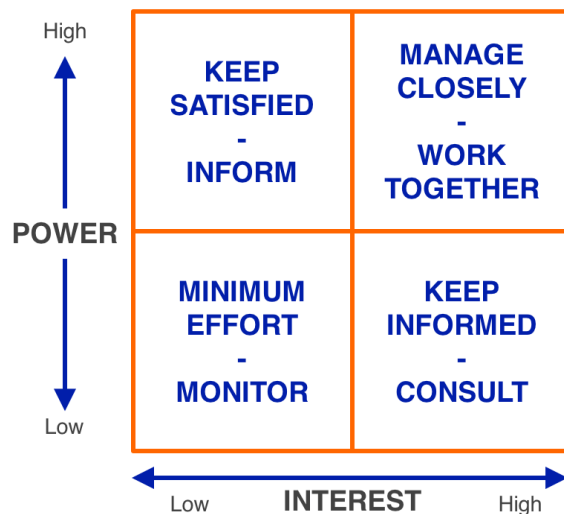 High
KEEP
SATISFIED
-
INFORM
MANAGE
CLOSELY
-
WORK
TOGETHER
POWER
MINIMUM
EFFORT
-
MONITOR
KEEP
INFORMED
-
CONSULT
Low
Low
INTEREST
High